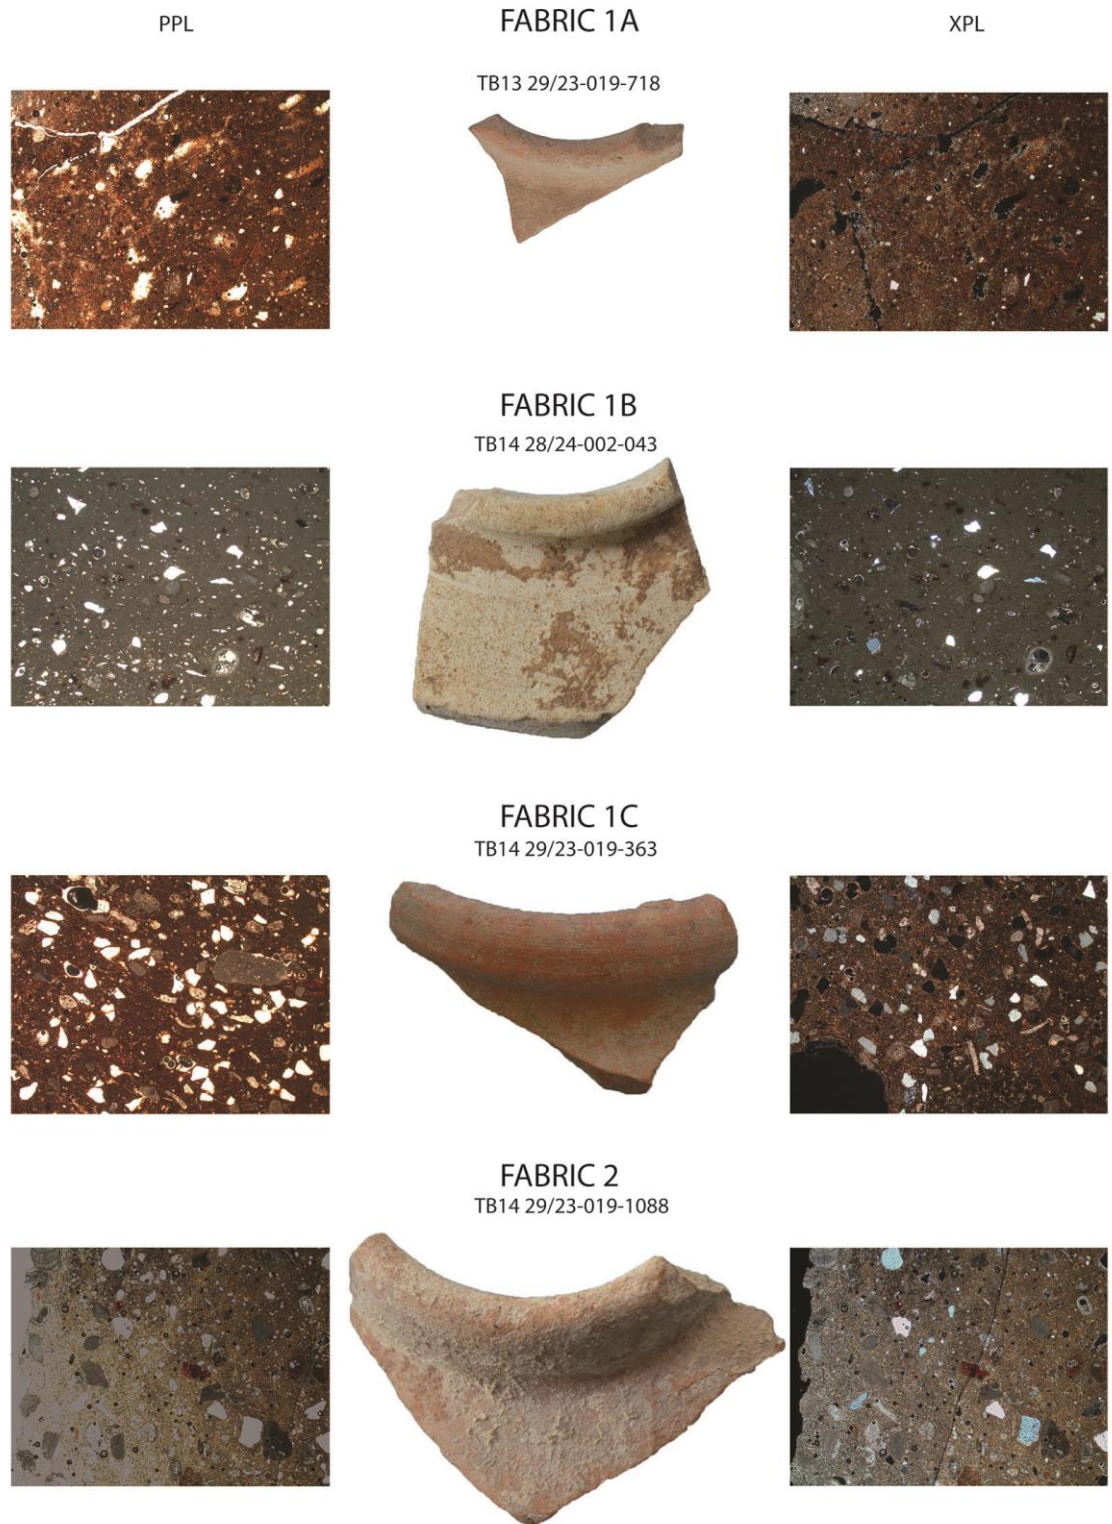 PPL
FABRIC 1A
XPL
TB13 29/23-019-718
FABRIC 1B
TB14 28/24-002-043
FABRIC 1C
TB14 29/23-019-363
FABRIC 2
TB14 29/23-019-1088